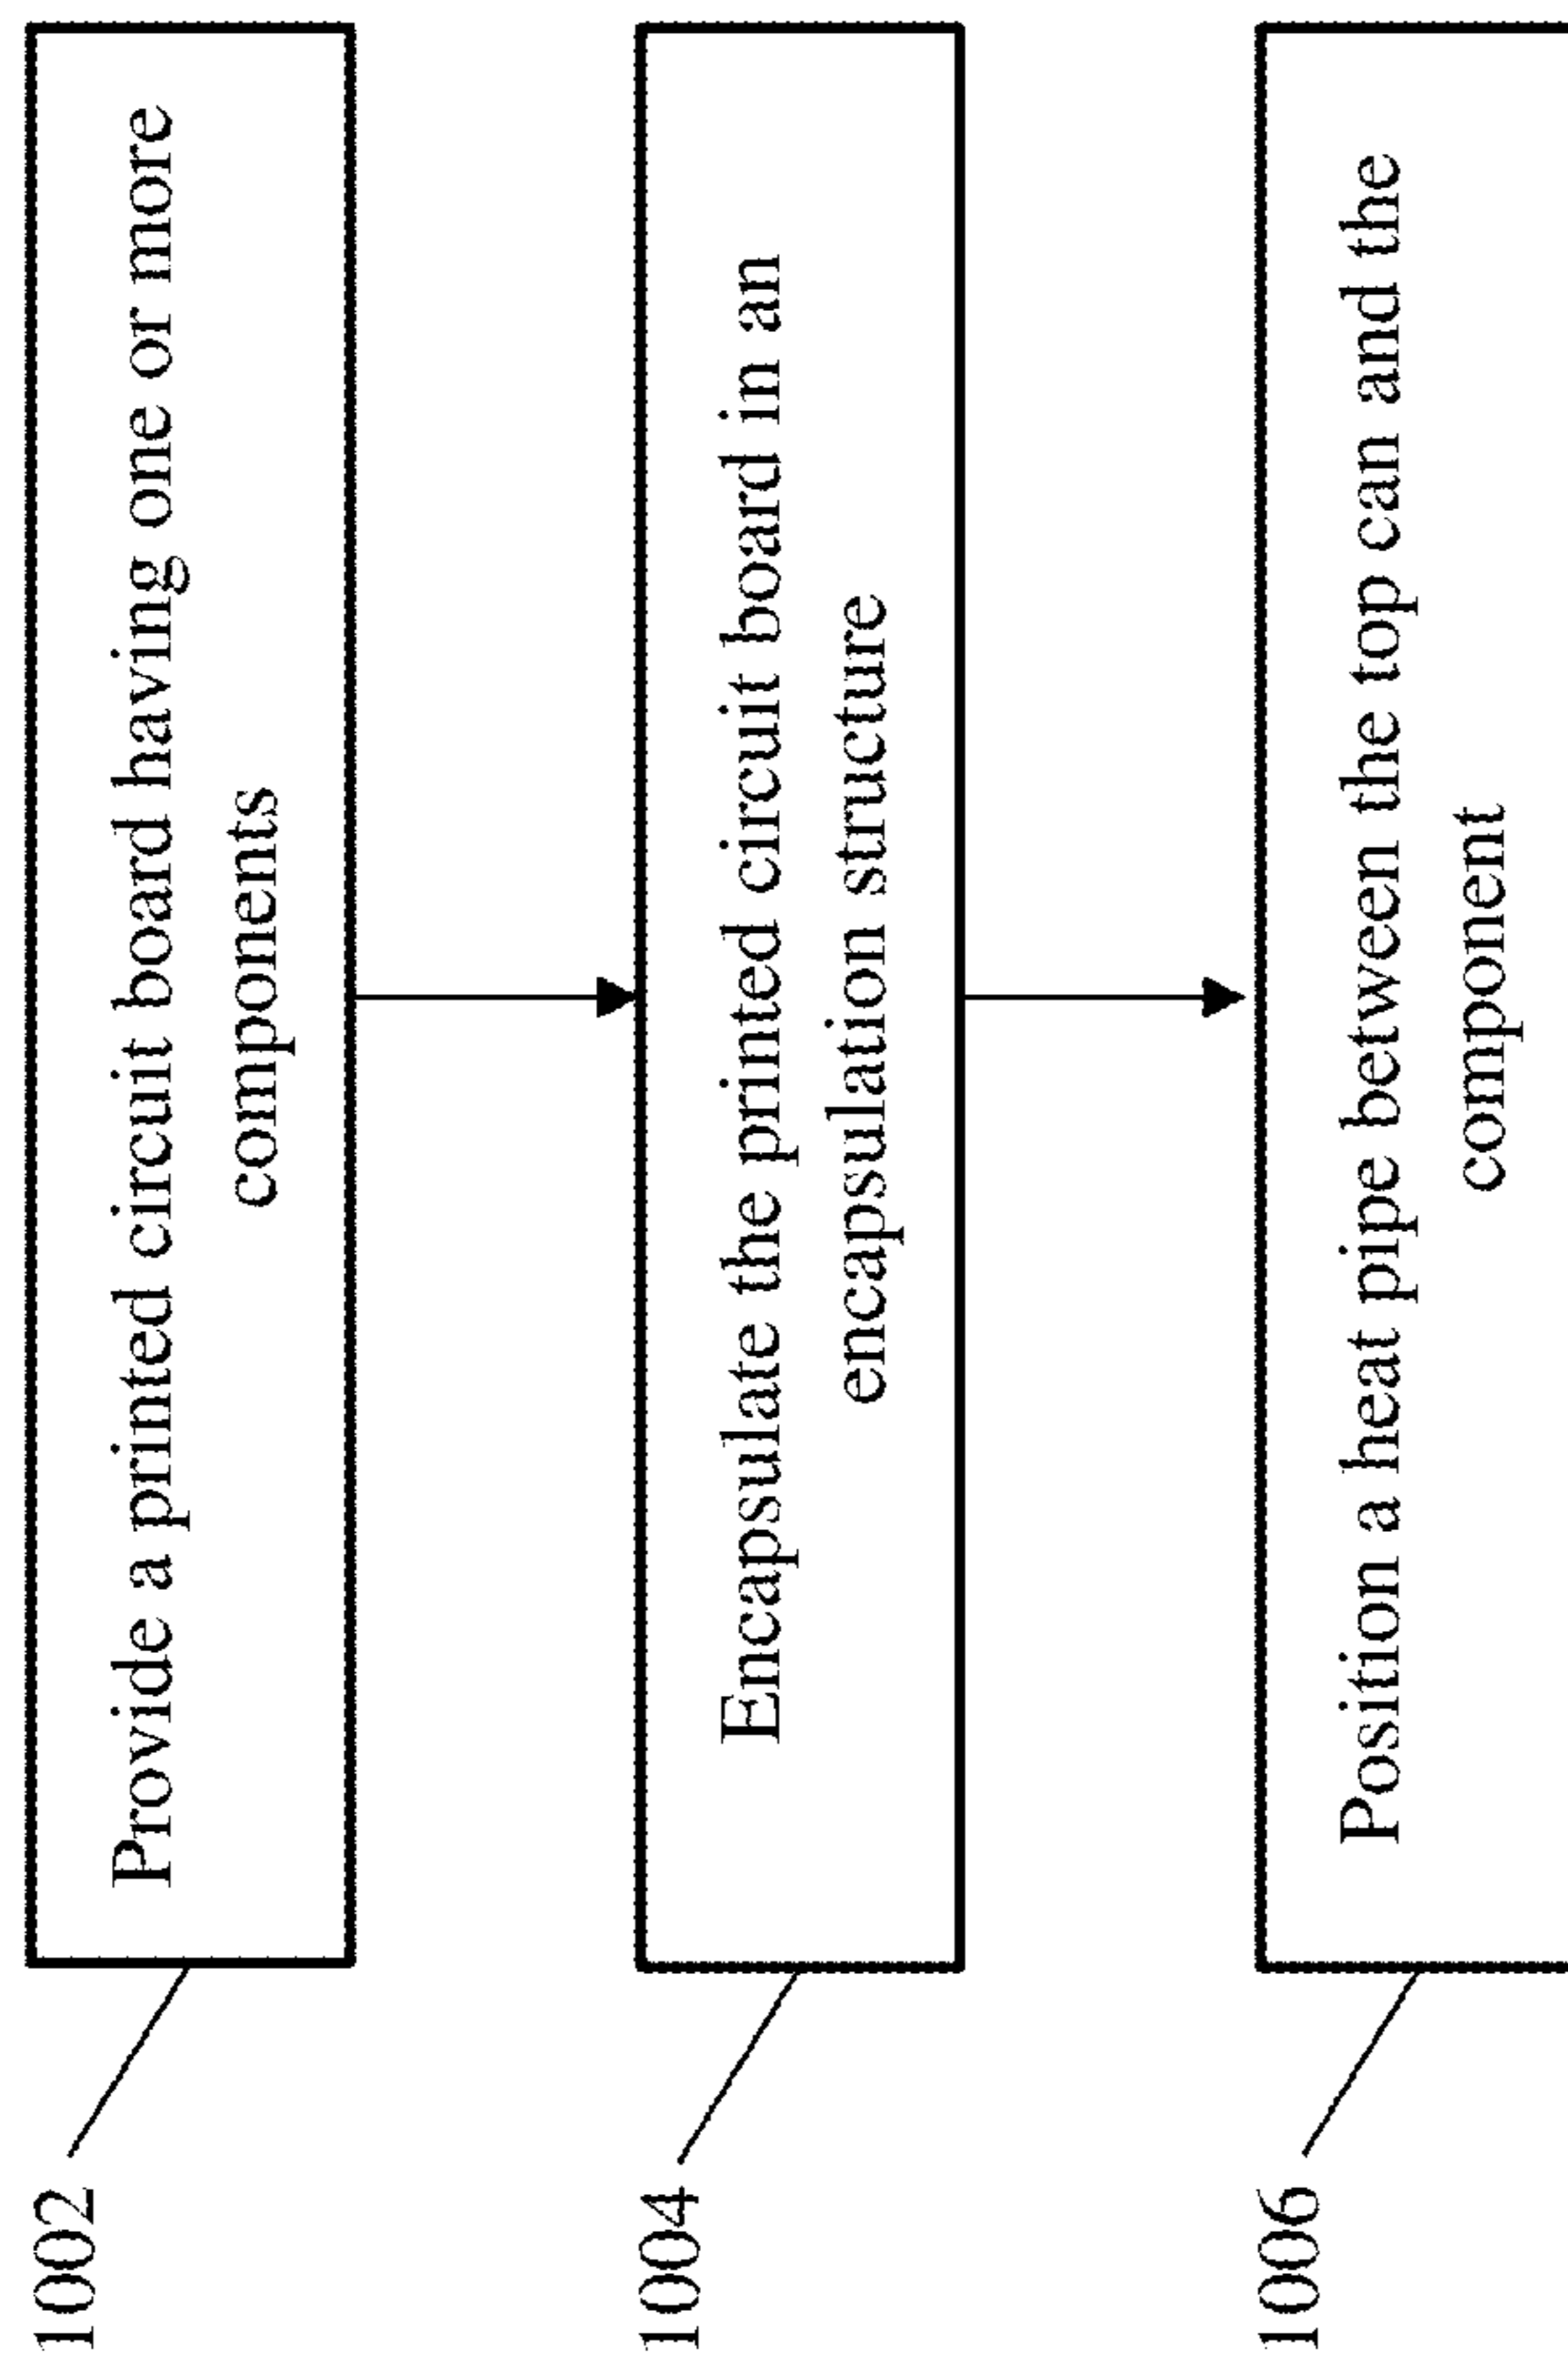 1002
Provide a printed circuit board having one or more
components
1004
Encapsulate the printed circuit board in an
encapsulation structure
1006
Position a heat pipe between the top can and the
component